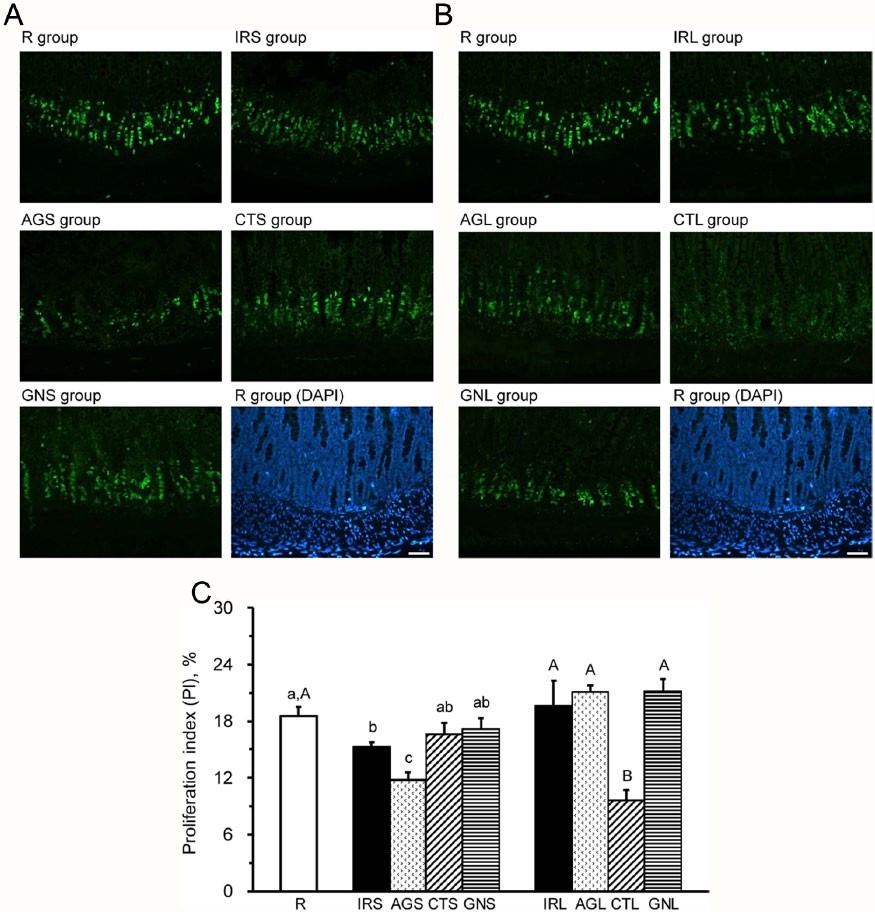 A
B
R group
IRS group
R group
IRL group
AGS group
CTS group
AGL group
CTL group
GNS group
R group (DAPI)
GNL group
R group (DAPI)
C
Proliferation index (PI), %
30
24
18
12
6
0
a,A
b
c
ab
ab
A
A
B
A
R
IRS AGS CTS GNS
IRL AGL CTL GNL